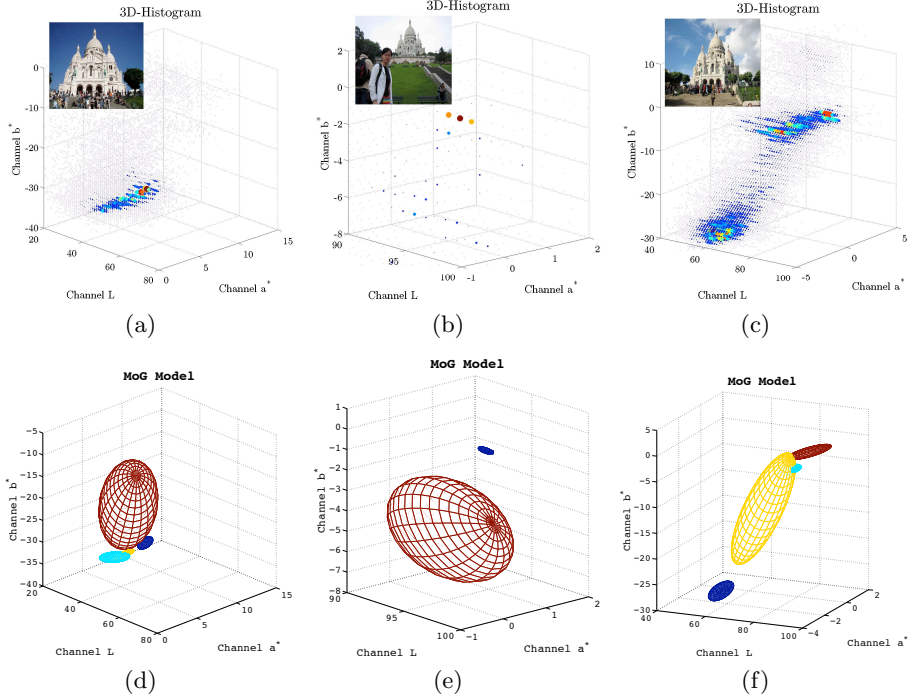 3D-Histogram
0
-10
-20
-30
-40
20
40
60
80
0
5
10
15
Channel b*
Channel L
Channel a*
(a)
3D-Histogram
2
0
-2
-4
-6
-8
90
95
100
-1
0
1
2
Channel b*
Channel L
Channel a*
(b)
3D-Histogram
10
0
-10
-20
-30
40
60
80
100
-5
0
5
Channel b*
Channel L
Channel a*
(c)
MoG Model
-5
-10
-15
-20
-25
-30
-35
-40
20
40
60
80
0
5
10
15
Channel b*
Channel L
Channel a*
(d)
MoG Model
1
0
-1
-2
-3
-4
-5
-6
-7
-8
90
95
100
-1
0
1
2
Channel b*
Channel L
Channel a*
(e)
MoG Model
5
0
-5
-10
-15
-20
-25
-30
40
60
80
100
-4
-2
0
2
Channel b*
Channel L
Channel a*
(f)